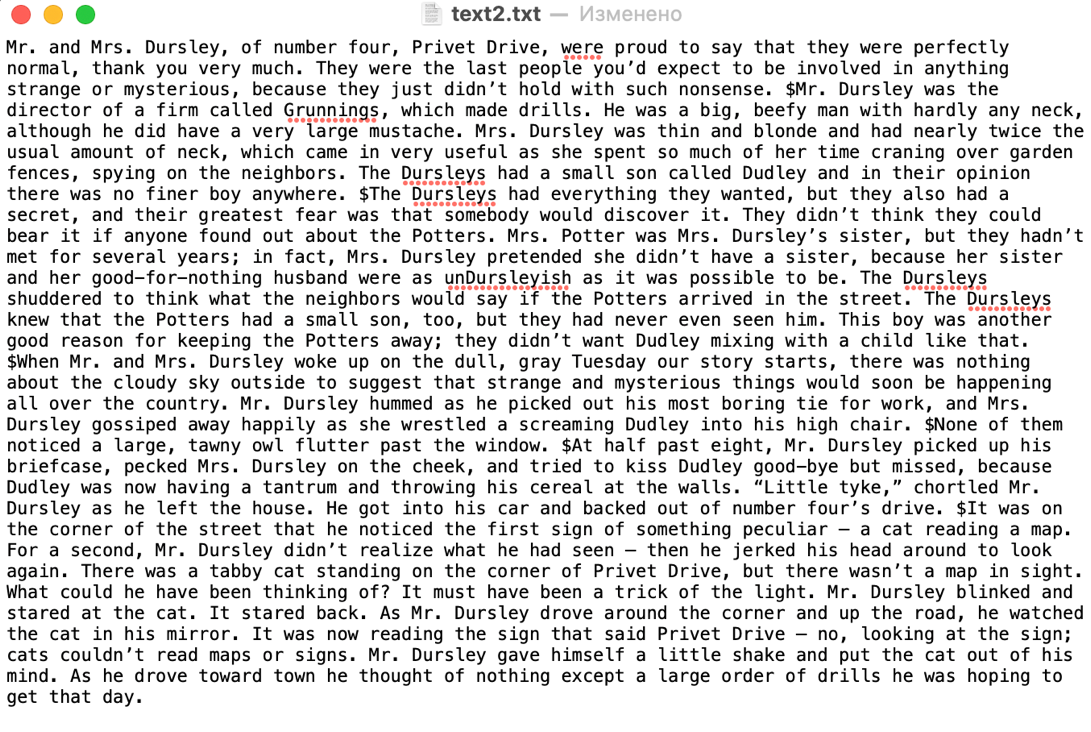 text2.txt — Изменено
Mr. and Mrs. Dursley, of number four, Privet Drive, were proud to say that they were perfectly
normal, thank you very much. They were the last people you’d expect to be involved in anything
strange or mysterious, because they just didn’t hold with such nonsense. $Mr. Dursley was the
director of a firm called Grunnings, which made drills. He was a big, beefy man with hardly any neck,
although he did have a very large mustache. Mrs. Dursley was thin and blonde and had nearly twice the
usual amount of neck, which came in very useful as she spent so much of her time craning over garden
fences, spying on the neighbors. The Dursleys had a small son called Dudley and in their opinion
there was no finer boy anywhere. $The Dursleys had everything they wanted, but they also had a
secret, and their greatest fear was that somebody would discover it. They didn’t think they could
bear it if anyone found out about the Potters. Mrs. Potter was Mrs. Dursley’s sister, but they hadn’t
met for several years; in fact, Mrs. Dursley pretended she didn’t have a sister, because her sister
and her good–for–nothing husband were as unDursleyish as it was possible to be. The Dursleys
shuddered to think what the neighbors would say if the Potters arrived in the street. The Dursleys
knew that the Potters had a small son, too, but they had never even seen him. This boy was another
good reason for keeping the Potters away; they didn’t want Dudley mixing with a child like that.
$When Mr. and Mrs. Dursley woke up on the dull, gray Tuesday our story starts, there was nothing
about the cloudy sky outside to suggest that strange and mysterious things would soon be happening
all over the country. Mr. Dursley hummed as he picked out his most boring tie for work, and Mrs.
Dursley gossiped away happily as she wrestled a screaming Dudley into his high chair. $None of them
noticed a large, tawny owl flutter past the window. $At half past eight, Mr. Dursley picked up his
briefcase, pecked Mrs. Dursley on the cheek, and tried to kiss Dudley good–bye but missed, because
Dudley was now having a tantrum and throwing his cereal at the walls. “Little tyke,” chortled Mr.
Dursley as he left the house. He got into his car and backed out of number four’s drive. $It was on
the corner of the street that he noticed the first sign of something peculiar — a cat reading a map.
For a second, Mr. Dursley didn’t realize what he had seen — then he jerked his head around to look
again. There was a tabby cat standing on the corner of Privet Drive, but there wasn’t a map in sight.
What could he have been thinking of? It must have been a trick of the light. Mr. Dursley blinked and
stared at the cat. It stared back. As Mr. Dursley drove around the corner and up the road, he watched
the cat in his mirror. It was now reading the sign that said Privet Drive — no, looking at the sign;
cats couldn’t read maps or signs. Mr. Dursley gave himself a little shake and put the cat out of his
mind. As he drove toward town he thought of nothing except a large order of drills he was hoping to
get that day.